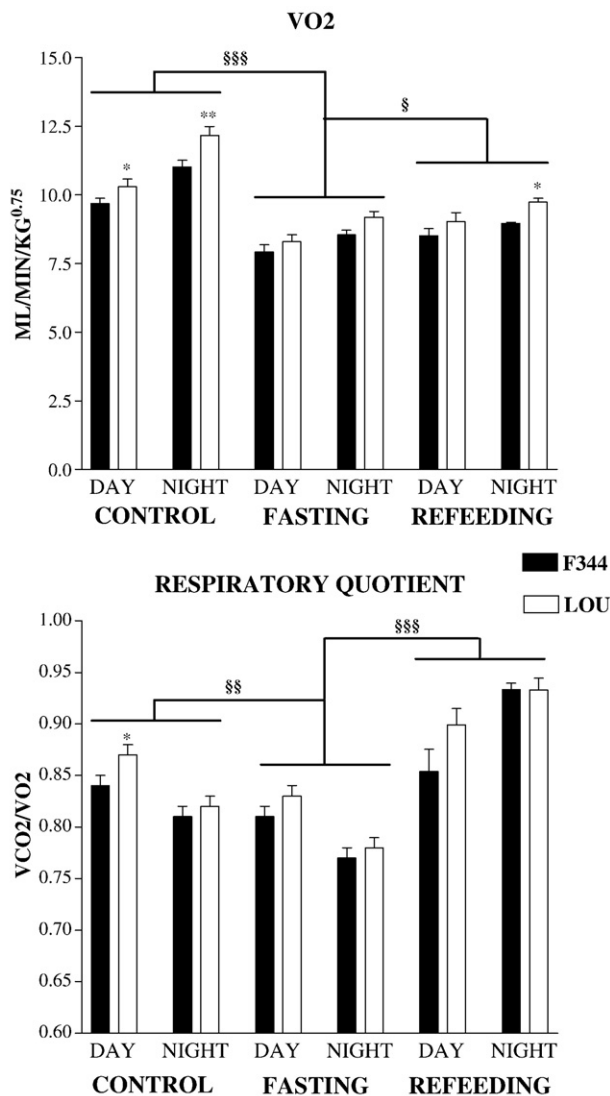 VO2
15.0
§§§
12.5
**
§
*
*
10.0
ML/MIN/KG0.75
7.5
5.0
2.5
0.0
DAY NIGHT DAY NIGHT DAY NIGHT
CONTROL FASTING REFEEDING
F344
RESPIRATORY QUOTIENT
LOU
1.00
§§§
0.95
§§
0.90
*
0.85
VCO2/VO2
0.80
0.75
0.70
0.65
0.60
DAY NIGHT DAY NIGHT DAY NIGHT
CONTROL FASTING REFEEDING